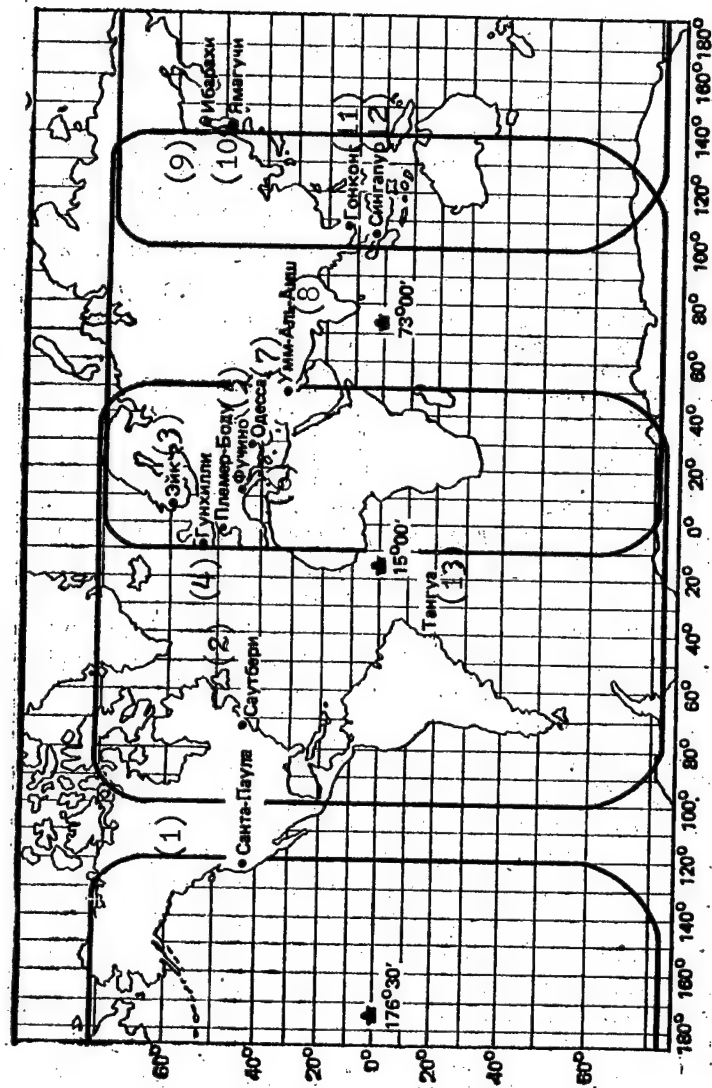 (1)
Санта-Паула
(2)
Саутбери
(3)
Эйк
(4)
Гунхилли
Племер-Боду
Фучино
(6)
Одесса (7)
Умм-Аль-Аиш
(8)
(9)
Ибараки
(10)
Ямагучи
Гонконг (11)
Сингапур (12)
Тангуа
(13)
176°30'
15°00'
73°00'
60°
40°
20°
0°
20°
40°
60°
180° 160° 140° 120° 100° 80° 60° 40° 20° 0° 20° 40° 60° 80° 100° 120° 140° 160° 180°